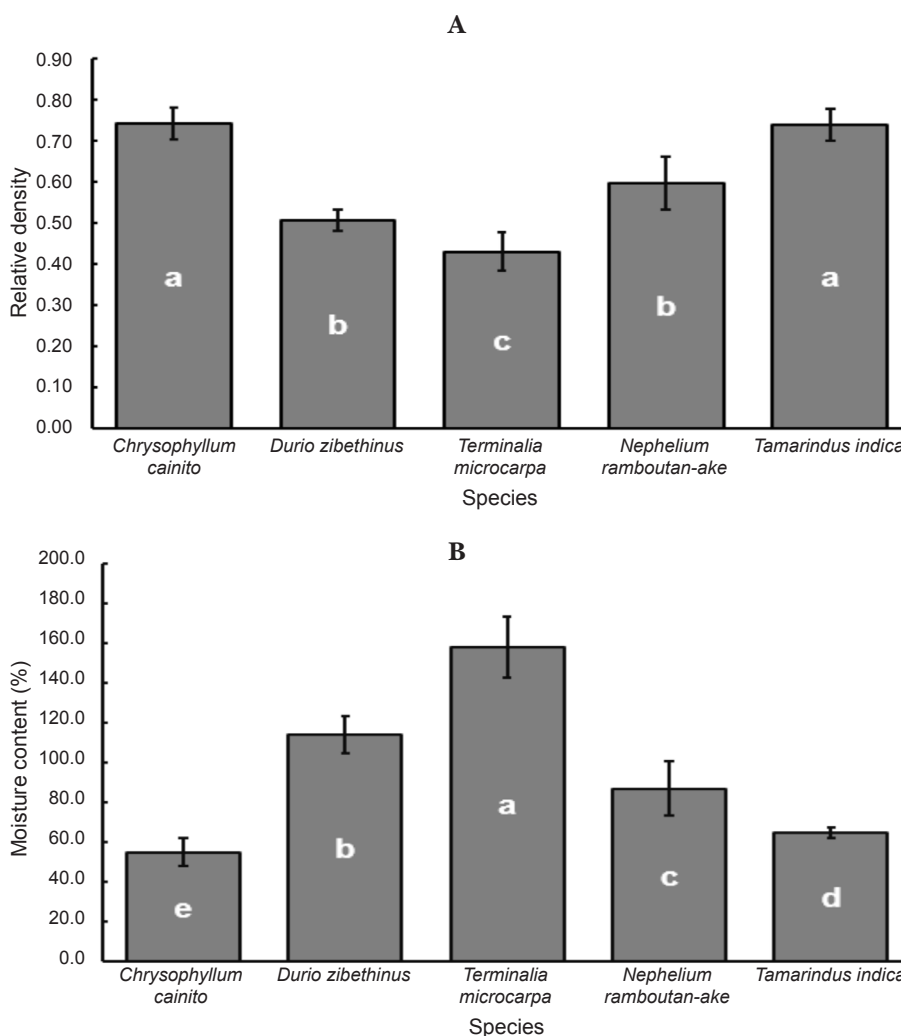 A
0.90
0.80
0.70
0.60
0.50
0.40
0.30
0.20
0.10
0.00
Relative density
a
b
c
b
a
Chrysophyllum
cainito
Durio zibethinus
Terminalia
microcarpa
Nephelium
ramboutan-ake
Tamarindus indica
Species
B
200.0
180.0
160.0
140.0
120.0
100.0
80.0
60.0
40.0
20.0
0.0
Moisture content (%)
e
b
a
c
d
Chrysophyllum
cainito
Durio zibethinus
Terminalia
microcarpa
Nephelium
ramboutan-ake
Tamarindus indica
Species